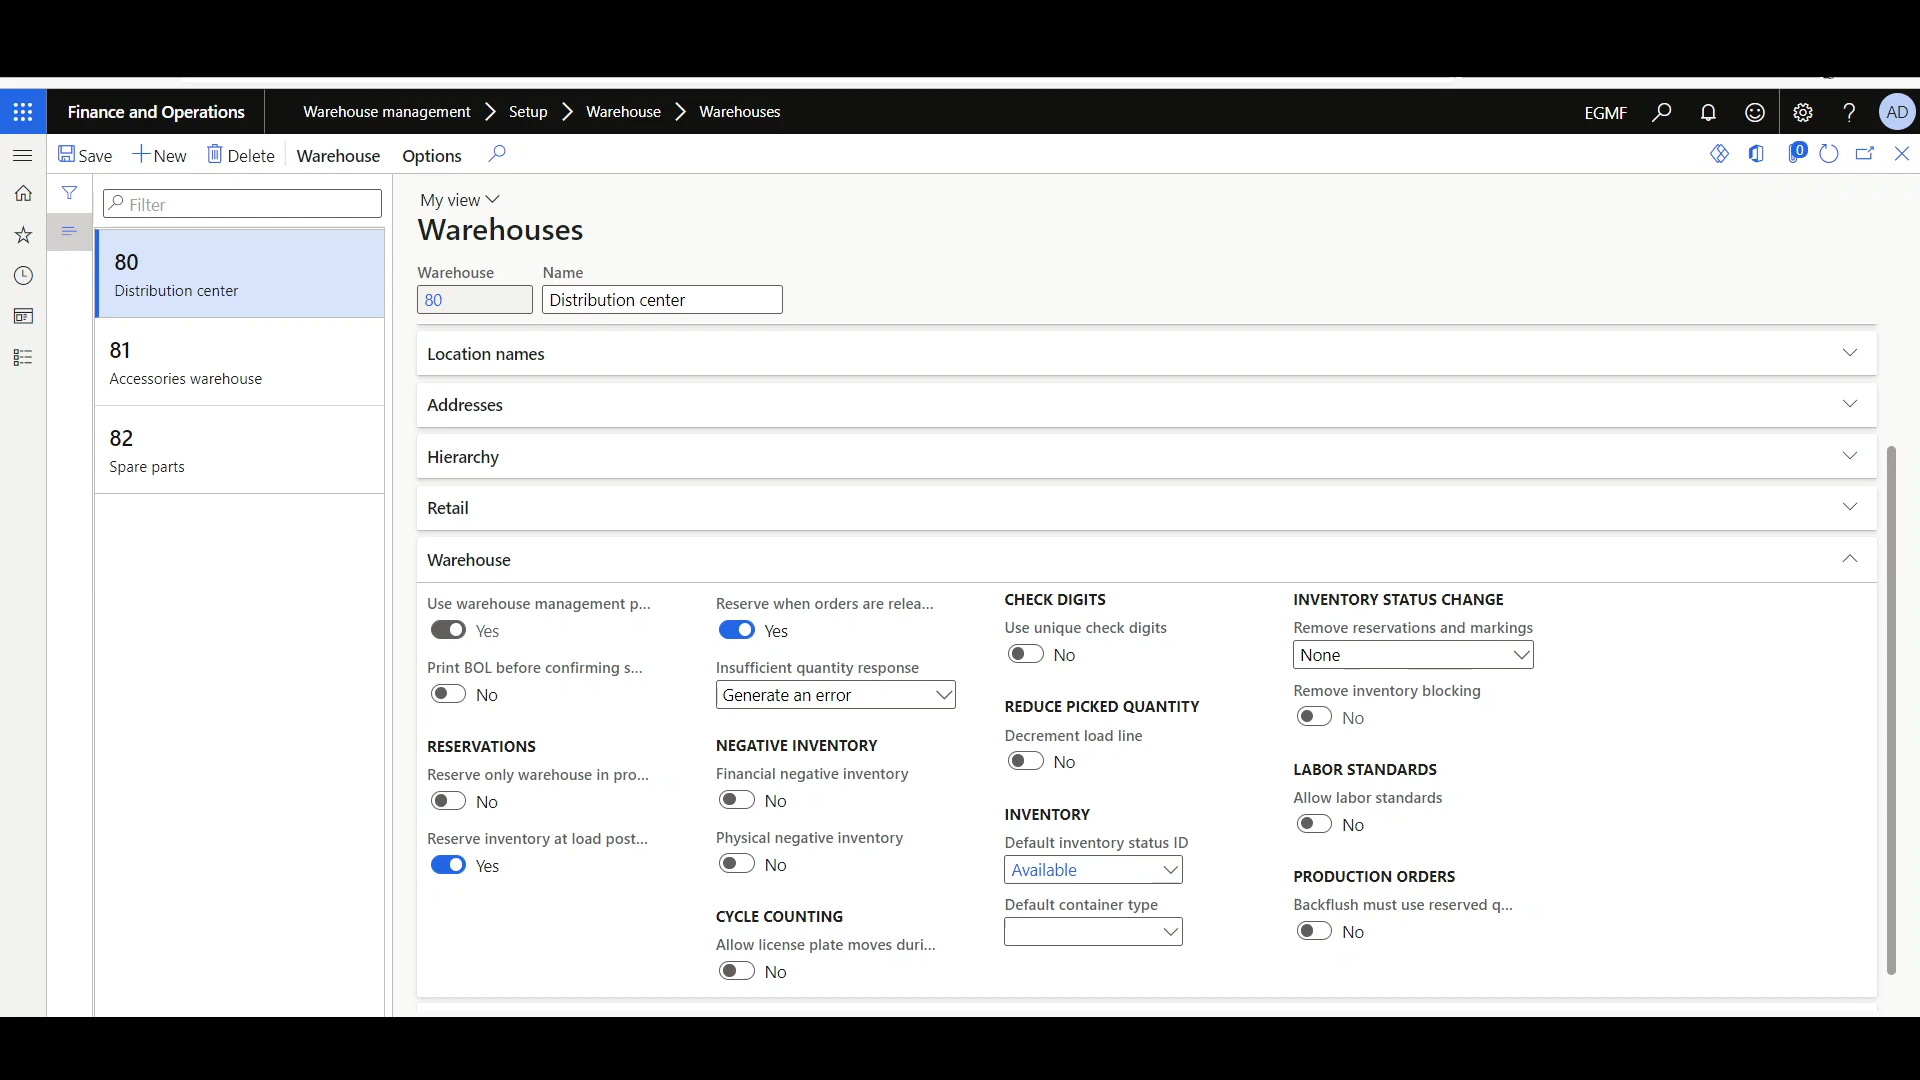 Finance and Operations
Warehouse management
Setup
Warehouse
Warehouses
EGMF
AD
Save
New
Delete
Warehouse
Options
0
Filter
80
Distribution center
81
Accessories warehouse
82
Spare parts
My view
Warehouses
Warehouse
Name
80
Distribution center
Location names
Addresses
Hierarchy
Retail
Warehouse
Use warehouse management p...
Yes
Print BOL before confirming s...
No
RESERVATIONS
Reserve only warehouse in pro...
No
Reserve inventory at load post...
Yes
Reserve when orders are relea...
Yes
Insufficient quantity response
Generate an error
NEGATIVE INVENTORY
Financial negative inventory
No
Physical negative inventory
No
CYCLE COUNTING
Allow license plate moves duri...
No
CHECK DIGITS
Use unique check digits
No
REDUCE PICKED QUANTITY
Decrement load line
No
INVENTORY
Default inventory status ID
Available
Default container type
INVENTORY STATUS CHANGE
Remove reservations and markings
None
Remove inventory blocking
No
LABOR STANDARDS
Allow labor standards
No
PRODUCTION ORDERS
Backflush must use reserved q...
No